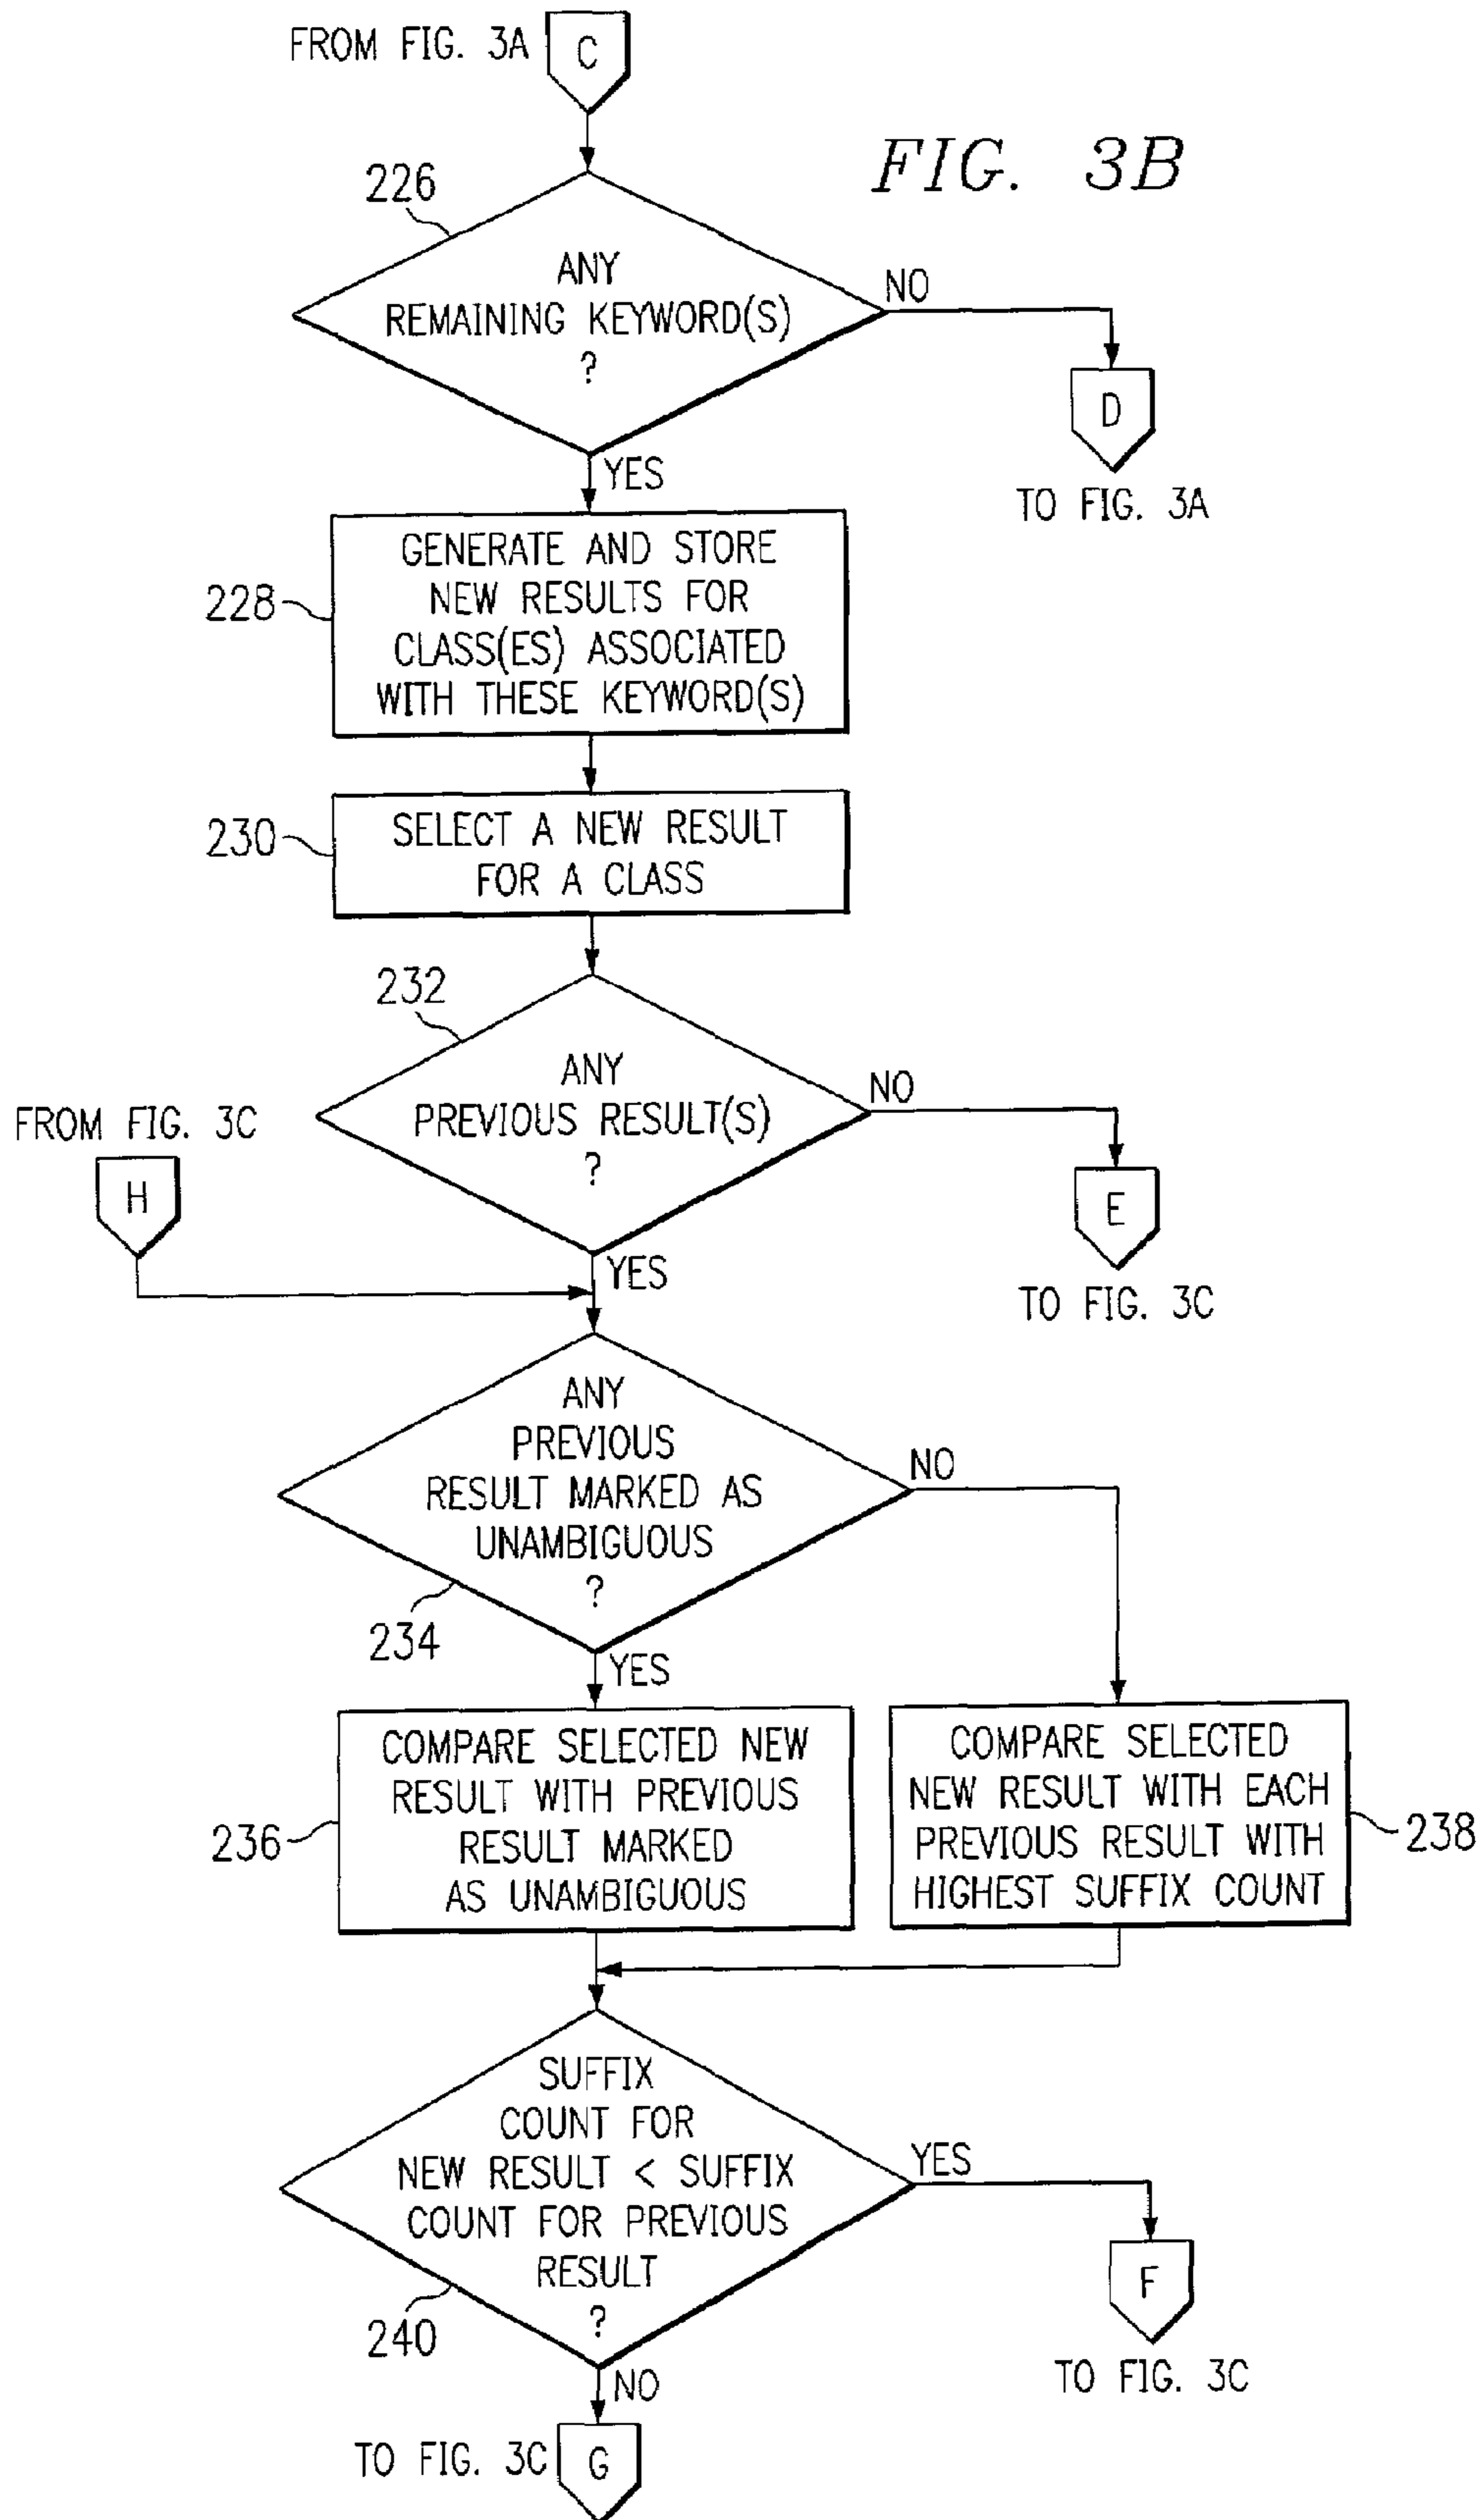 FROM FIG. 3A
C
FIG. 3B
226
ANY
REMAINING KEYWORD(S)
?
NO
D
TO FIG. 3A
YES
228
GENERATE AND STORE
NEW RESULTS FOR
CLASS(ES) ASSOCIATED
WITH THESE KEYWORD(S)
230
SELECT A NEW RESULT
FOR A CLASS
232
ANY
PREVIOUS RESULT(S)
?
NO
E
TO FIG. 3C
FROM FIG. 3C
H
YES
ANY
PREVIOUS
RESULT MARKED AS
UNAMBIGUOUS
?
NO
234
YES
236
COMPARE SELECTED NEW
RESULT WITH PREVIOUS
RESULT MARKED
AS UNAMBIGUOUS
COMPARE SELECTED
NEW RESULT WITH EACH
PREVIOUS RESULT WITH
HIGHEST SUFFIX COUNT
238
SUFFIX
COUNT FOR
NEW RESULT < SUFFIX
COUNT FOR PREVIOUS
RESULT
?
YES
F
TO FIG. 3C
240
NO
TO FIG. 3C
G